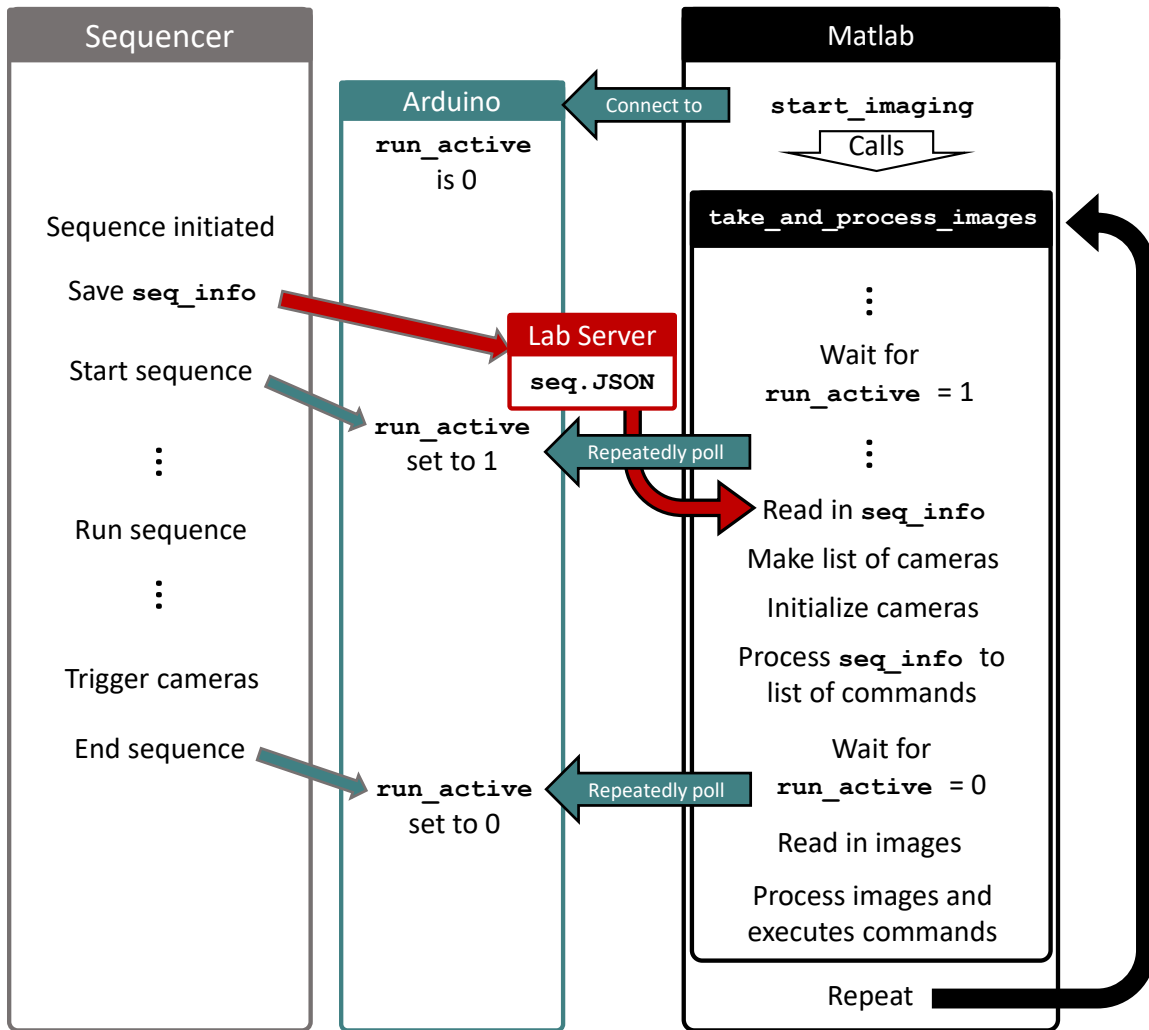 Sequencer
Sequence initiated
Save seq_info
Start sequence
⋮
Run sequence
⋮
Trigger cameras
End sequence
Arduino
run_active
is 0
run_active
set to 1
run_active
set to 0
Lab Server
seq.JSON
Connect to
Repeatedly poll
Repeatedly poll
Matlab
start_imaging
Calls
take_and_process_images
⋮
Wait for
run_active = 1
⋮
Read in seq_info
Make list of cameras
Initialize cameras
Process seq_info to
list of commands
Wait for
run_active = 0
Read in images
Process images and
executes commands
Repeat